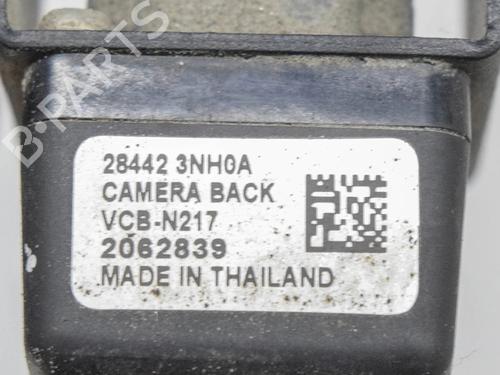 B-PARTS
28442 3NH0A
CAMERA BACK
VCB-N217
2062839
MADE IN THAILAND